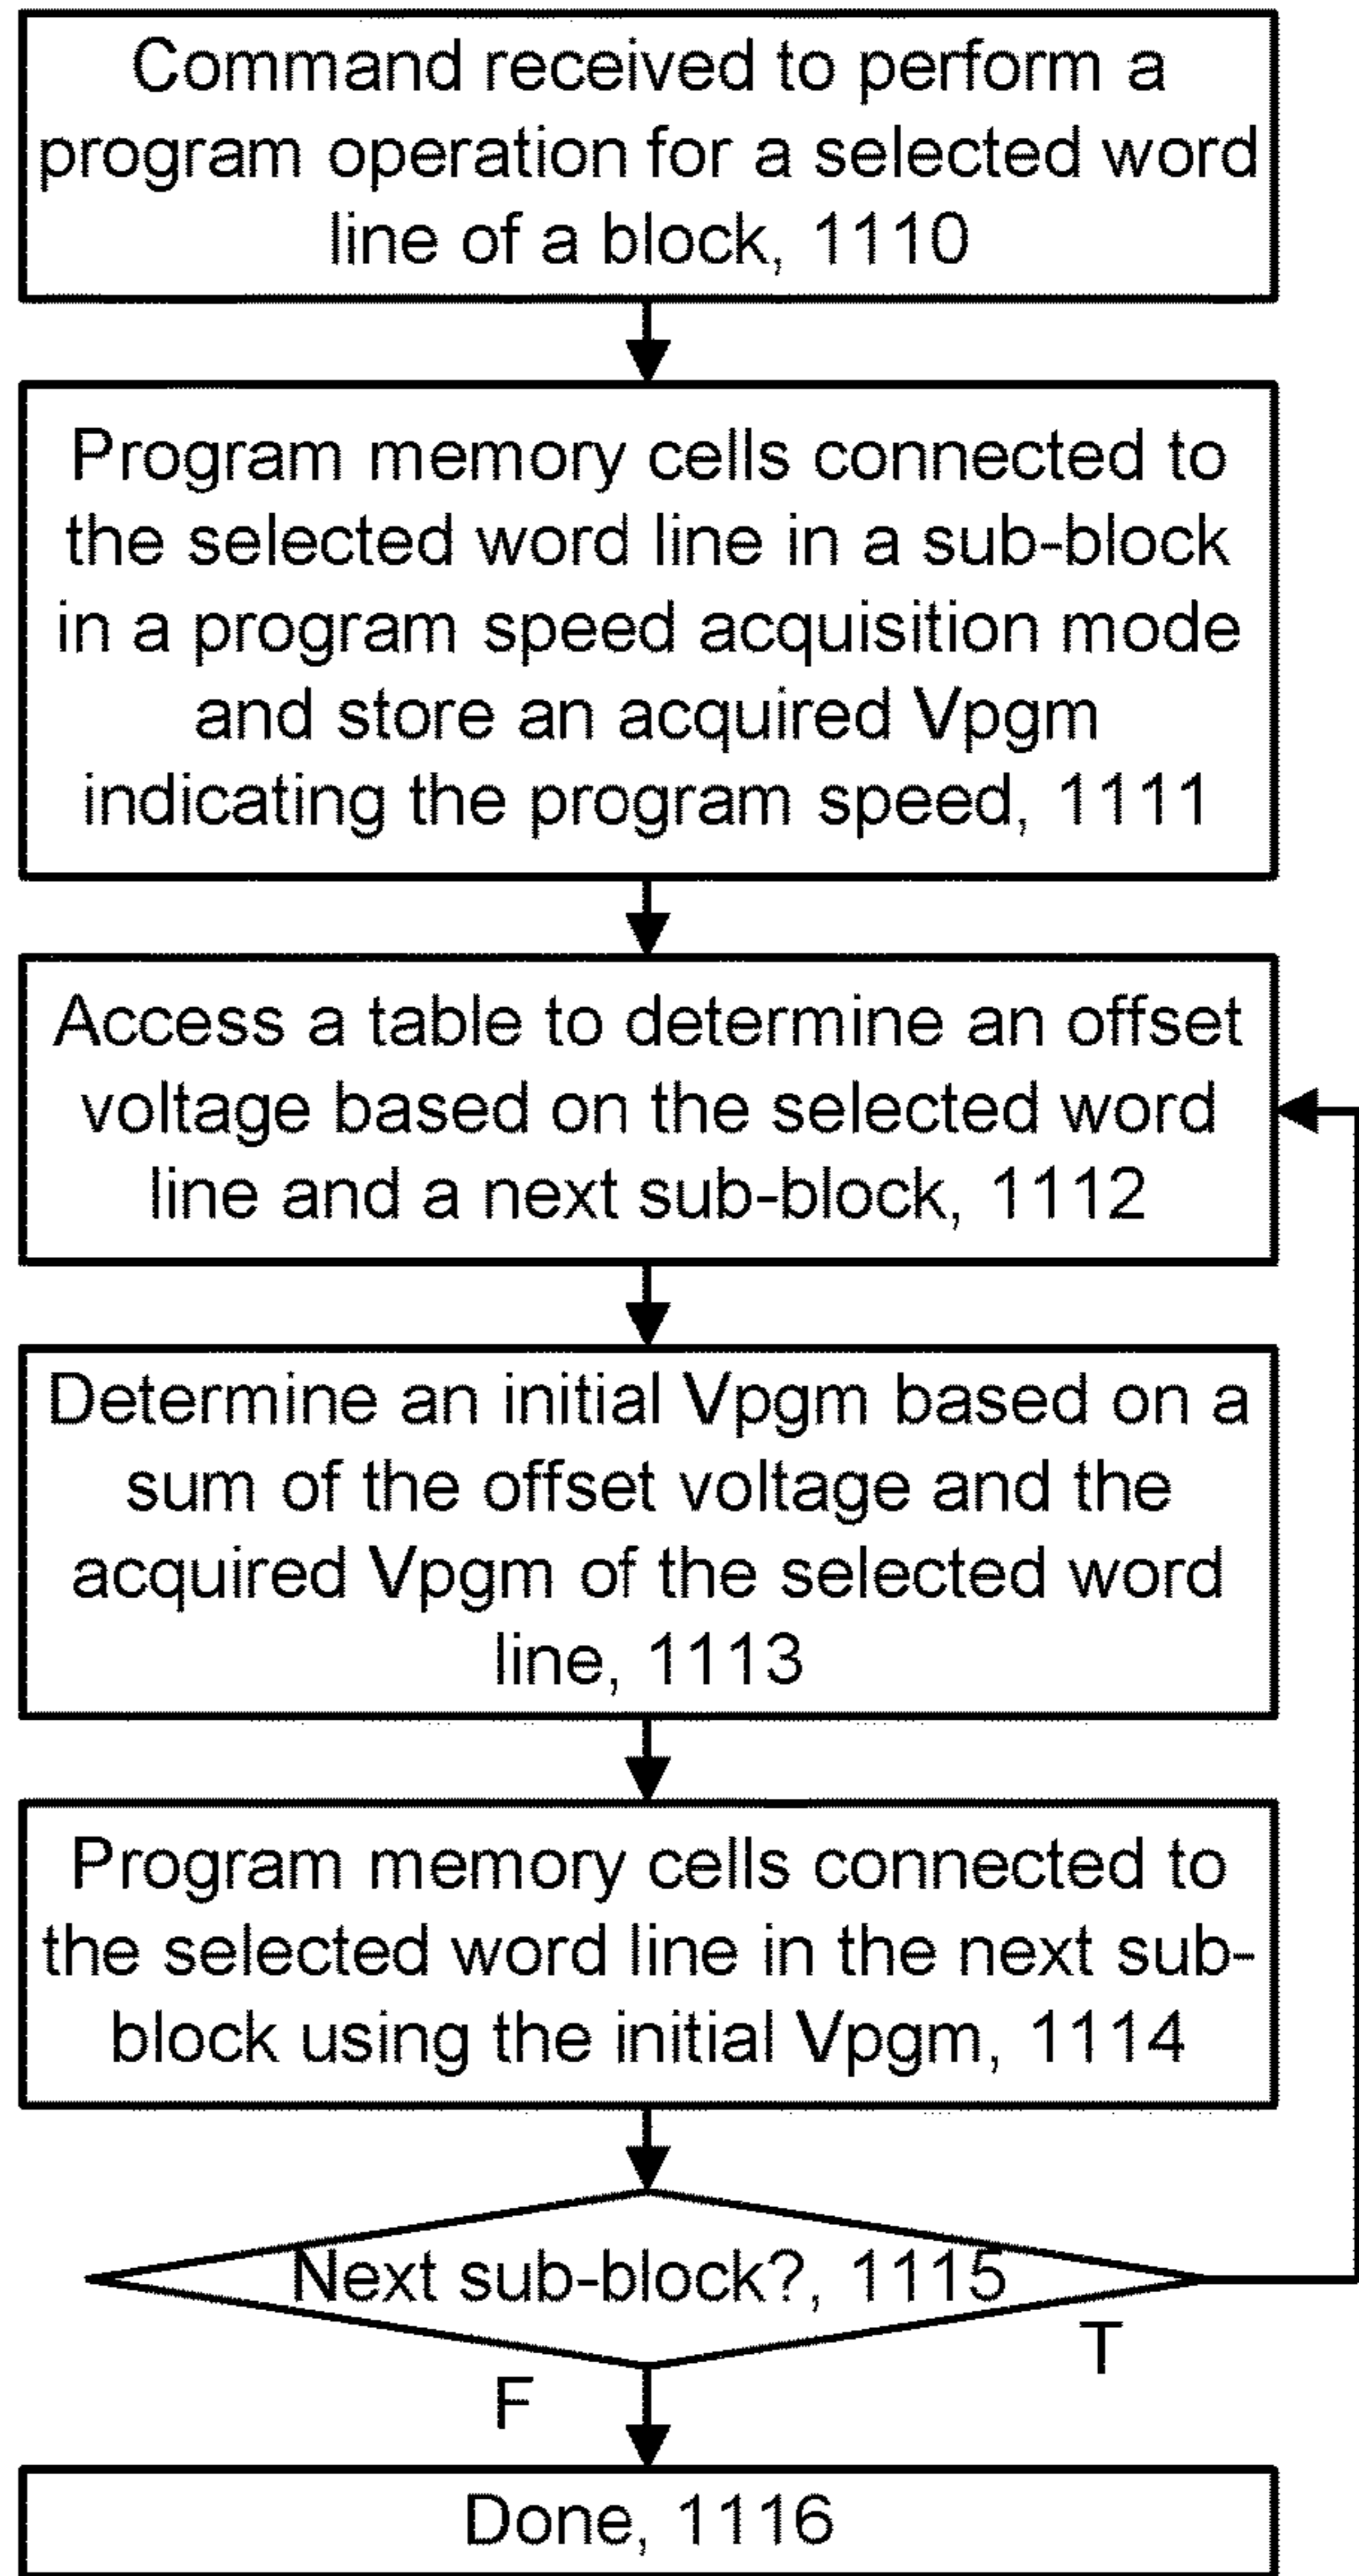 Command received to perform a
program operation for a selected word
line of a block, 1110
Program memory cells connected to
the selected word line in a sub-block
in a program speed acquisition mode
and store an acquired Vpgm
indicating the program speed, 1111
Access a table to determine an offset
voltage based on the selected word
line and a next sub-block, 1112
Determine an initial Vpgm based on a
sum of the offset voltage and the
acquired Vpgm of the selected word
line, 1113
Program memory cells connected to
the selected word line in the next sub-
block using the initial Vpgm, 1114
Next sub-block?, 1115
T
F
Done, 1116